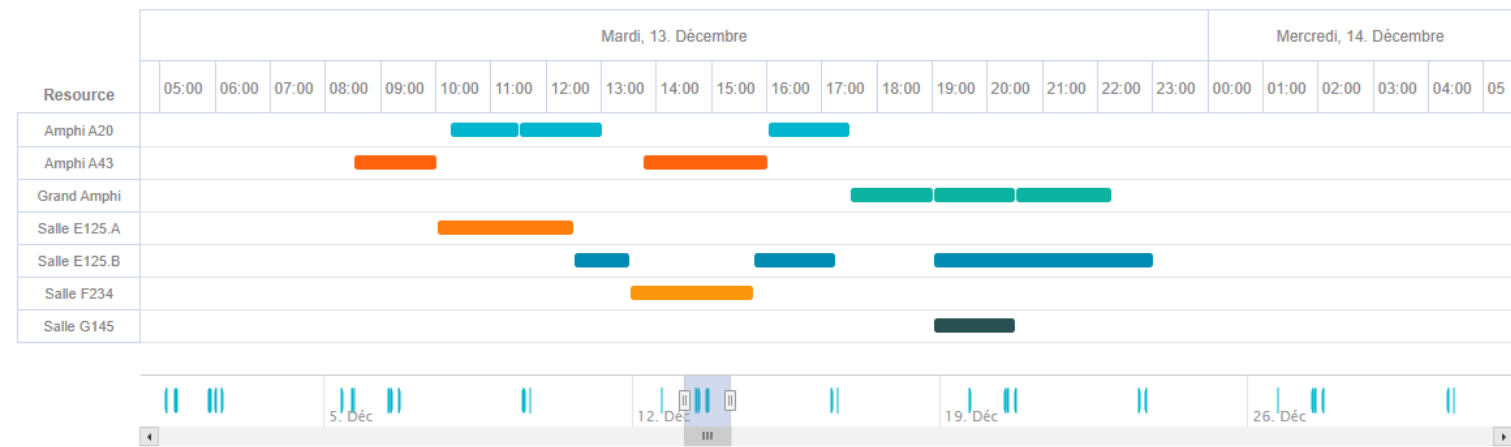 Mardi, 13. Décembre Mercredi, 14. Décembre
Resource 05:00 06:00 07:00 08:00 09:00 10:00 11:00 12:00 13:00 14:00 15:00 16:00 17:00 18:00 19:00 20:00 21:00 22:00 23:00 00:00 01:00 02:00 03:00 04:00 05
Amphi A20
Amphi A43
Grand Amphi
Salle E125.A
Salle E125.B
Salle F234
Salle G145
5. Déc 12. Déc 19. Déc 26. Déc